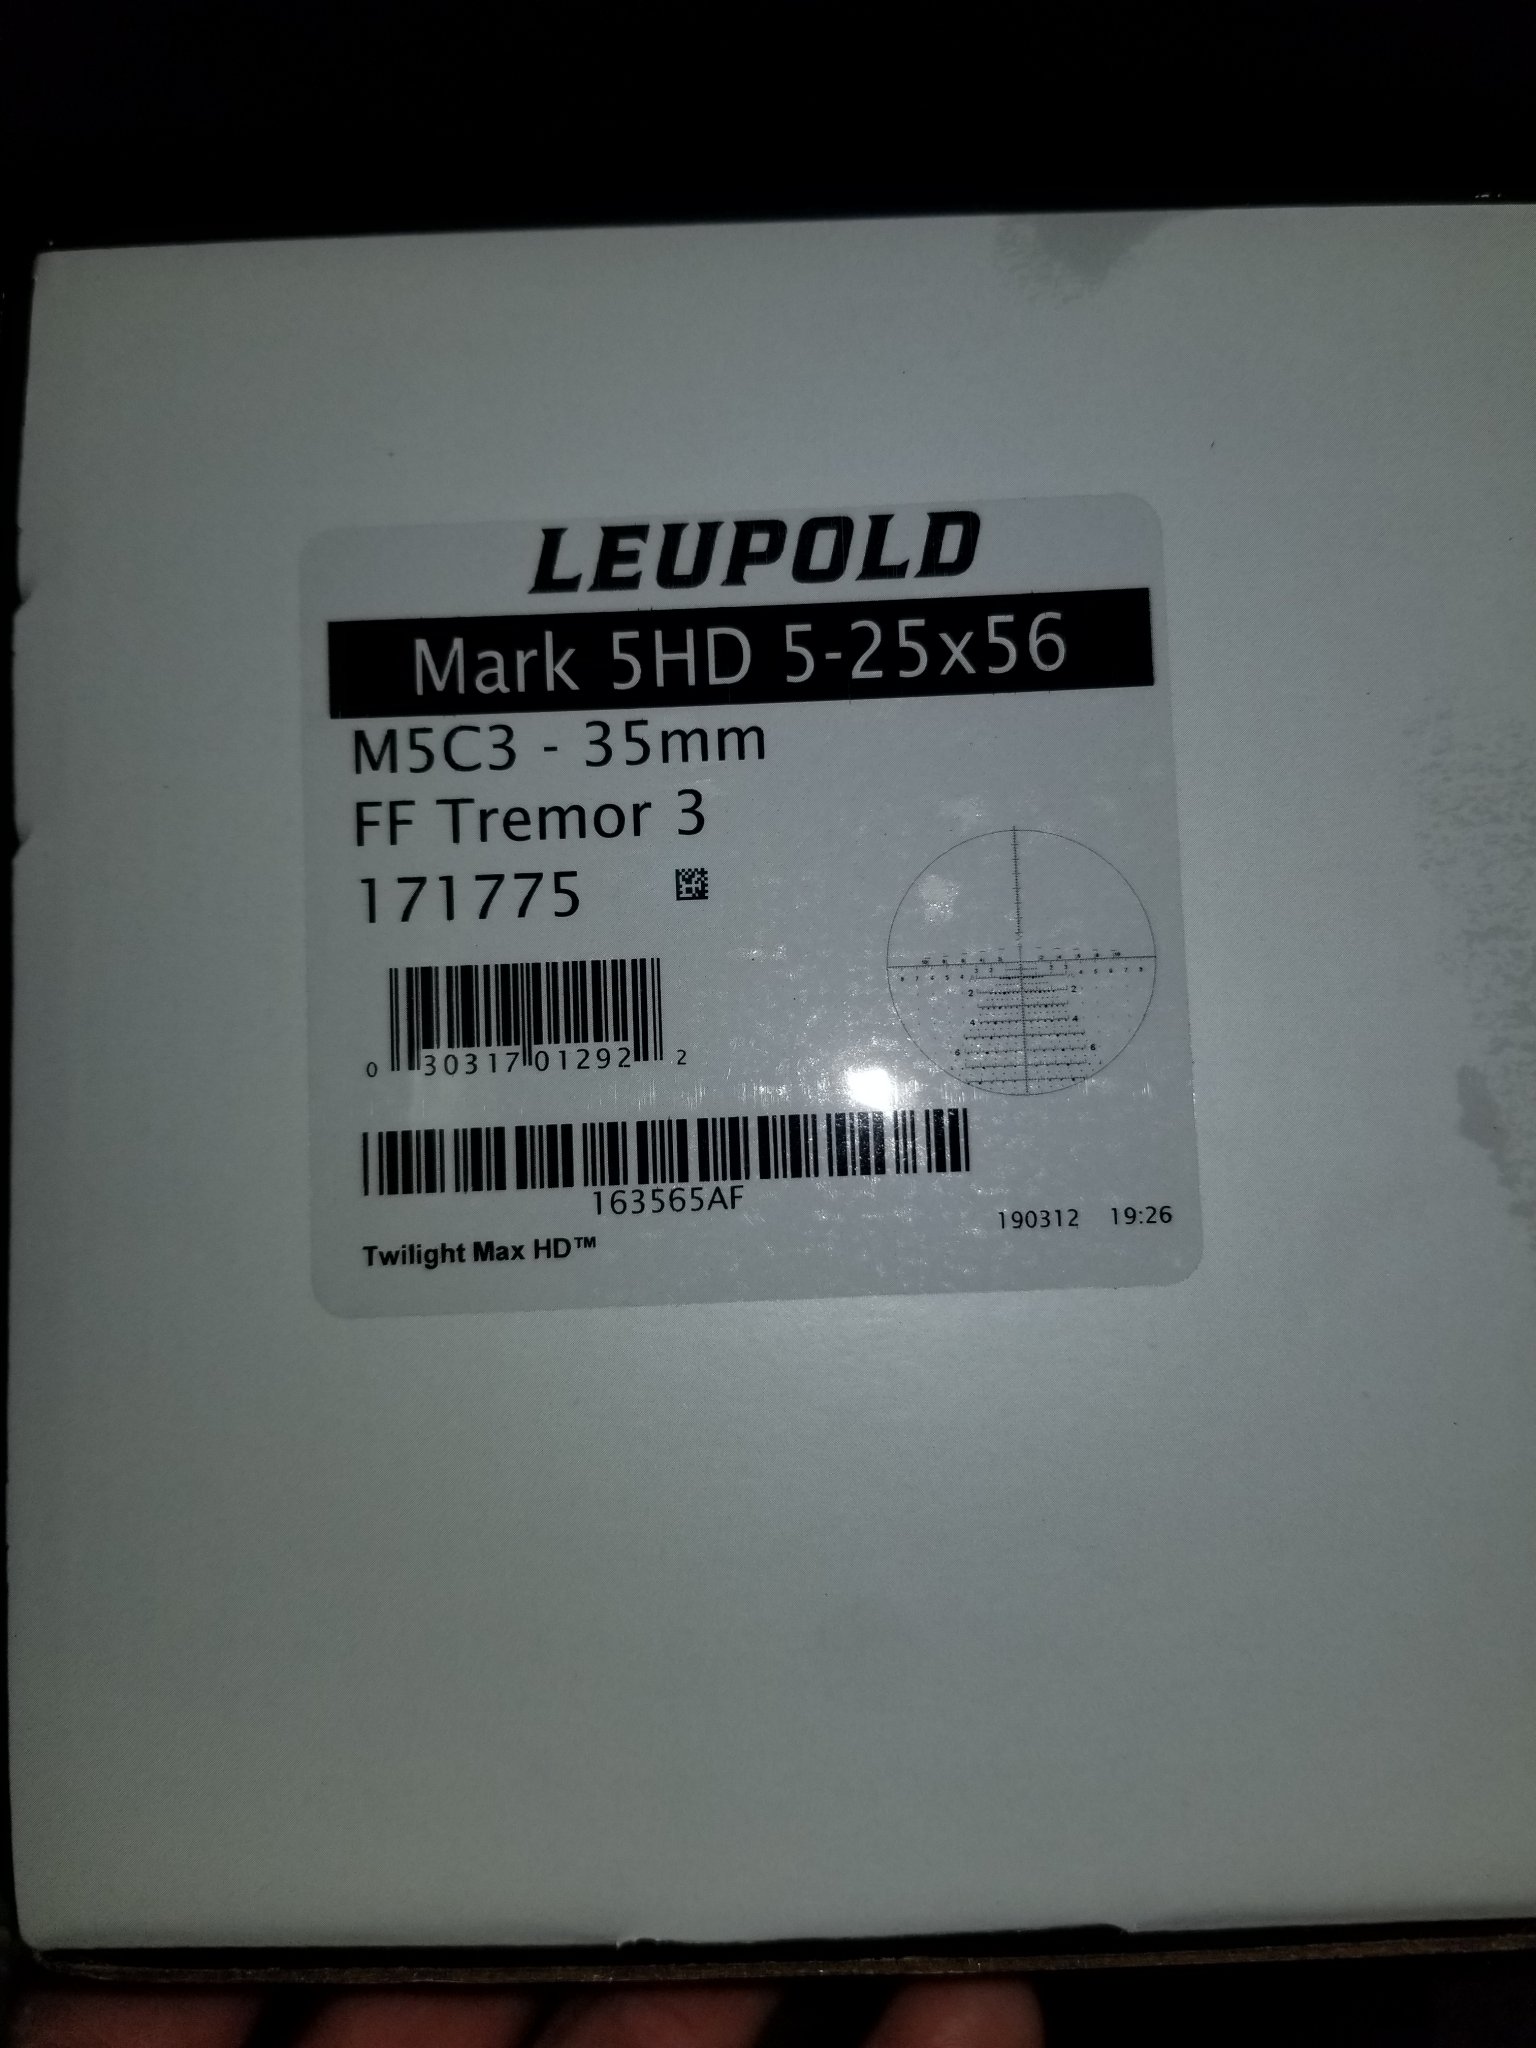 LEUPOLD
Mark 5HD 5-25x56
M5C3 - 35mm
FF Tremor 3
171775
0 30317 01292 2
163565AF
190312 19:26
Twilight Max HD™